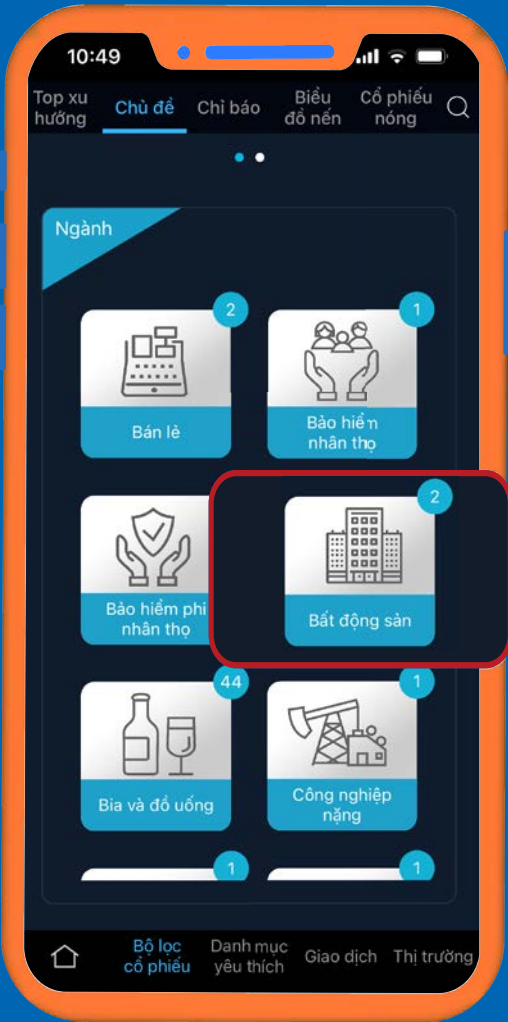 10:49
Top xu
hướng
Chủ đề
Chỉ báo
Biểu
đồ nến
Cổ phiếu
nóng
Ngành
2
1
Bán lẻ
Bảo hiểm
nhân thọ
2
Bảo hiểm phi
nhân thọ
Bất động sản
44
1
Bia và đồ uống
Công nghiệp
nặng
1
1
Bộ lọc
cổ phiếu
Danh mục
yêu thích
Giao dịch
Thị trường